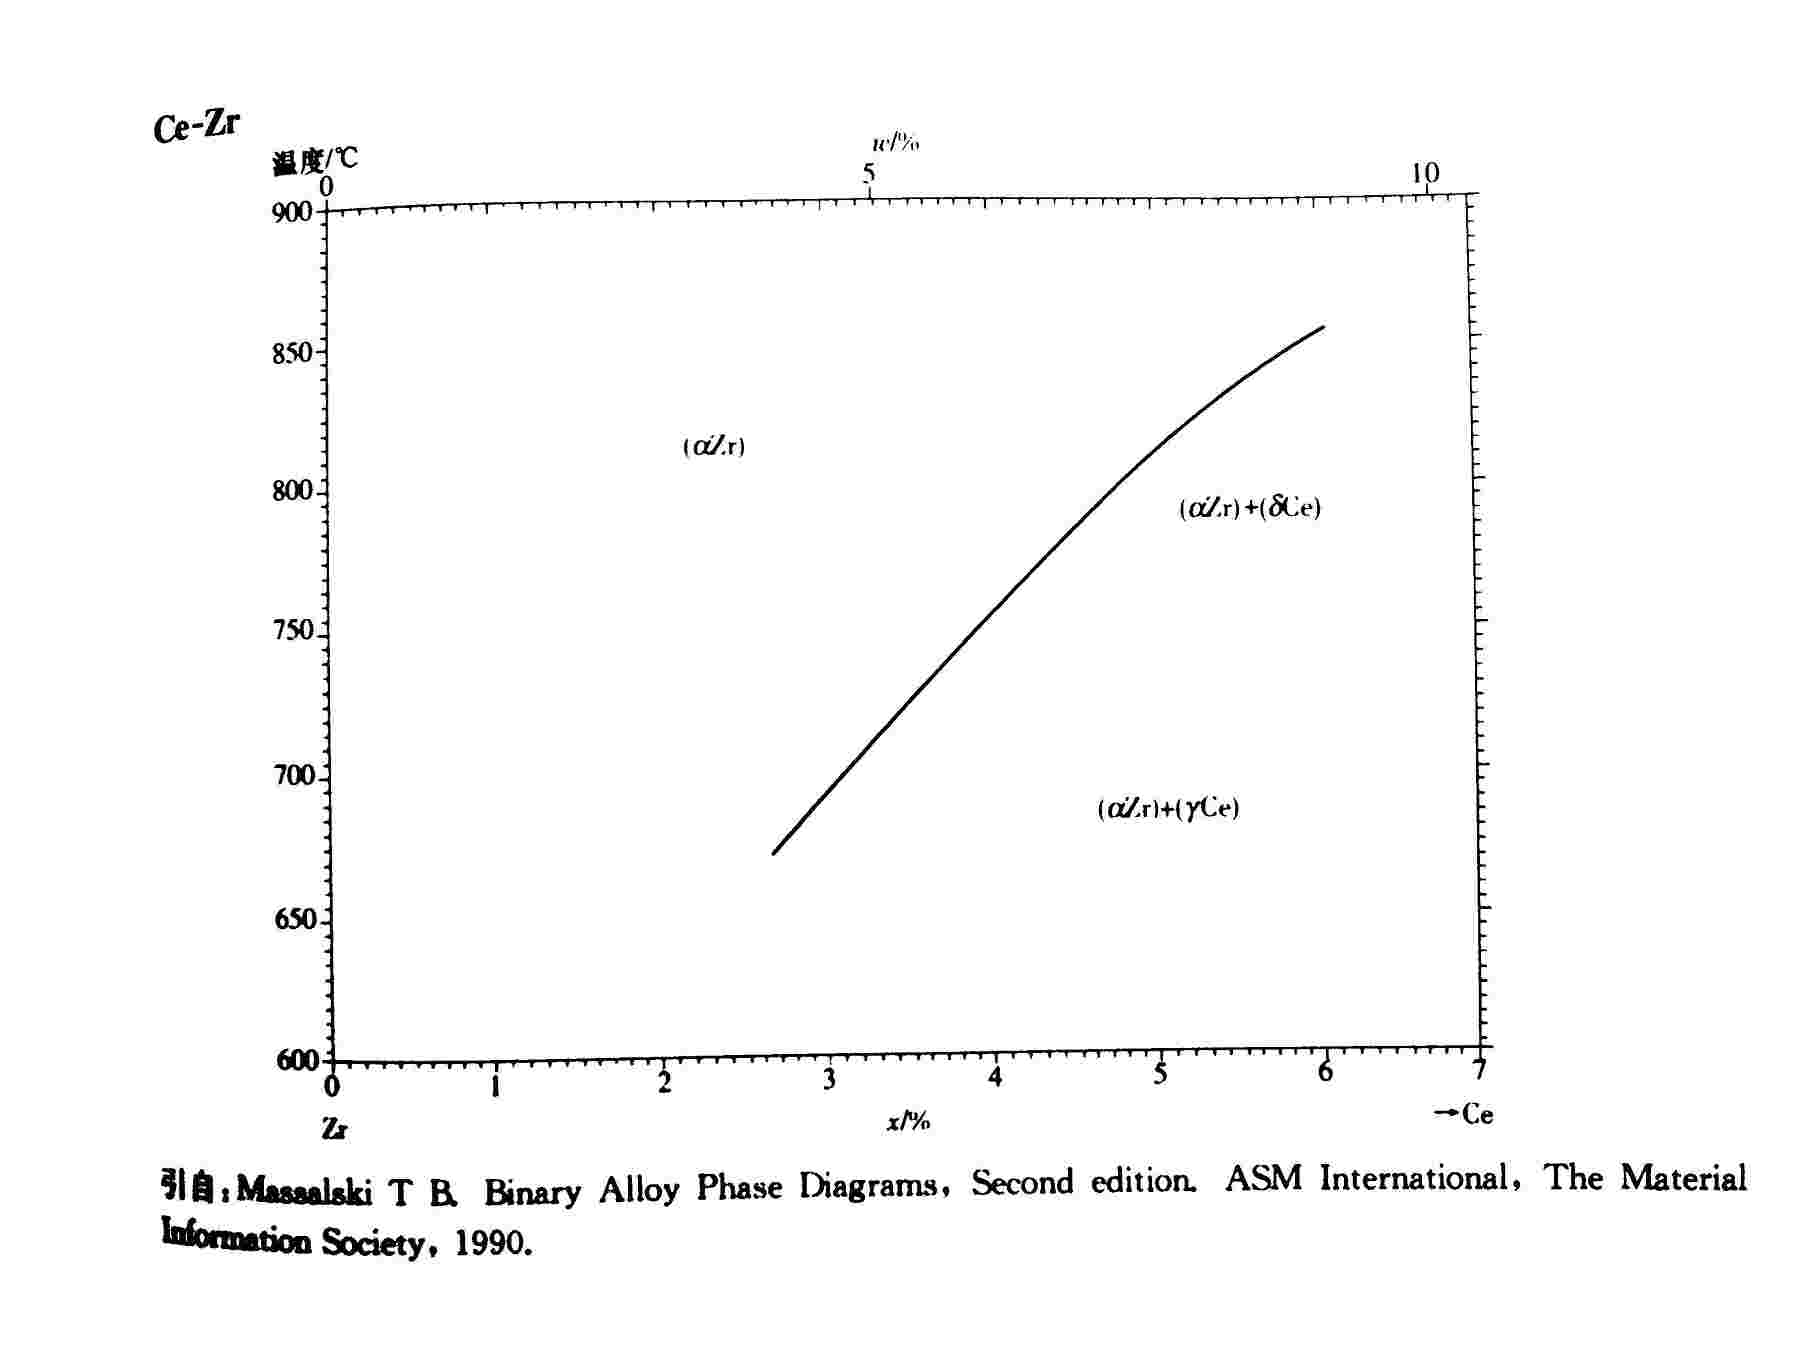 Ce-Zr
w/%
温度/℃
0 5 10
900
850
(αZr)
800
(αZr)+(δCe)
750
700
(αZr)+(γCe)
650
600
0 1 2 3 4 5 6 7
Zr x/% →Ce
引自:Massalski T B. Binary Alloy Phase Diagrams, Second edition. ASM International, The Material
Information Society, 1990.